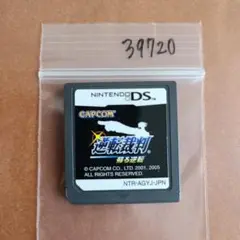 39720
NINTENDO DS
CAPCOM
逆転裁判
蘇る逆転
© CAPCOM CO., LTD. 2001, 2005
ALL RIGHTS RESERVED.
NTR-AGYJ-JPN